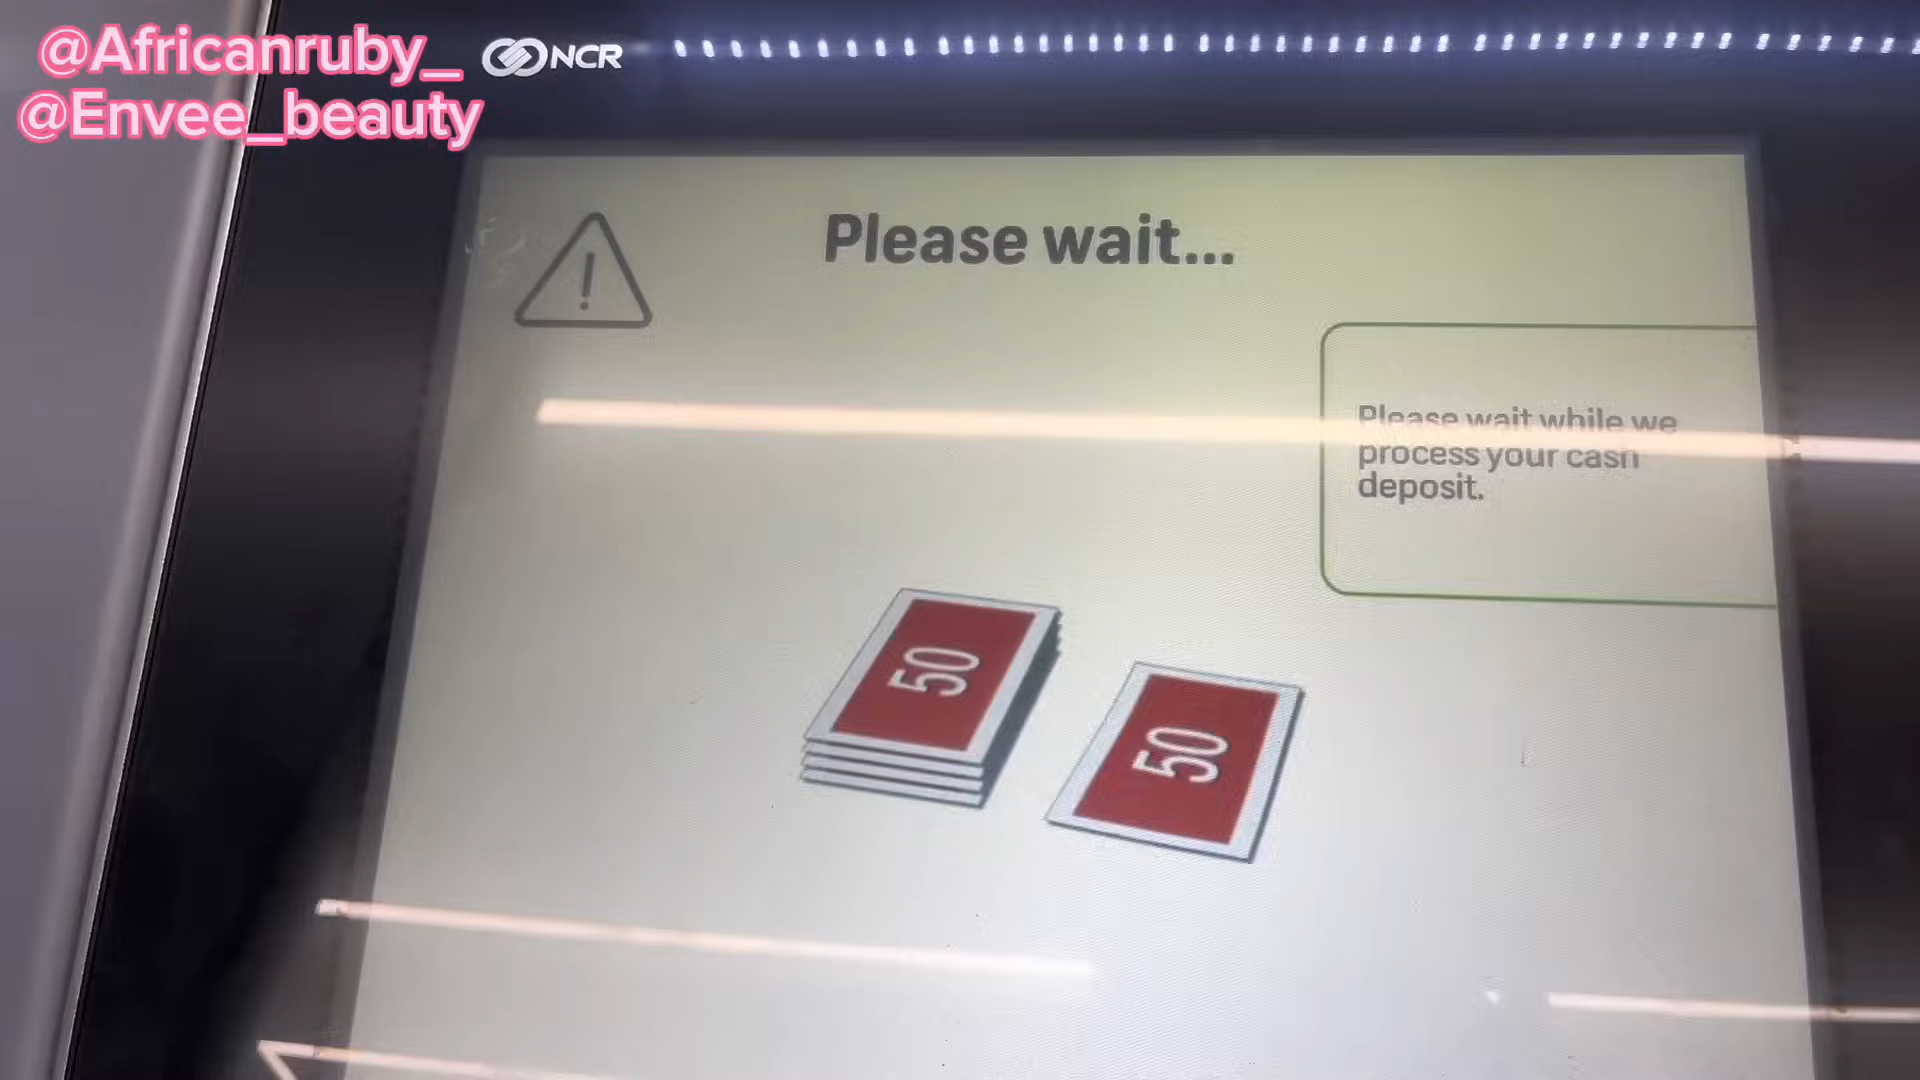 @Africanruby_
@Envee_beauty
NCR
Please wait...
Please wait while we
process your cash
deposit.
50
50